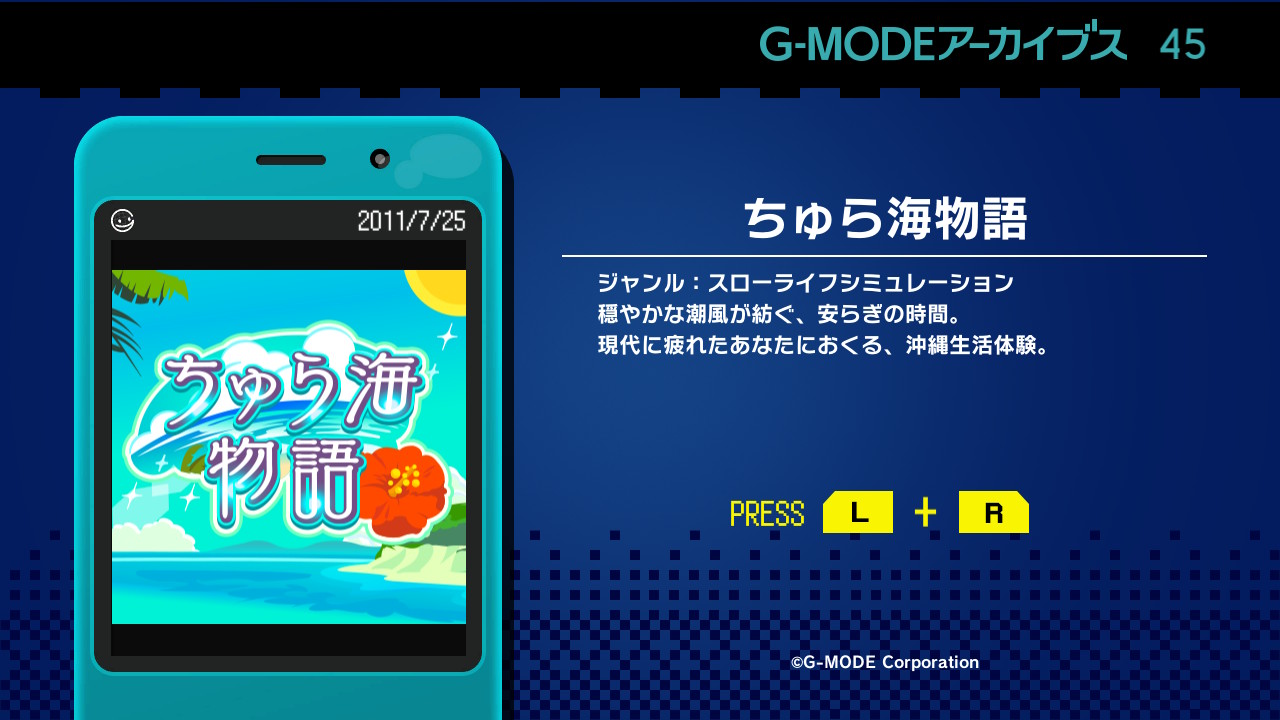 G-MODEアーカイブス 45
2011/7/25
ちゅら海
物語
ちゅら海物語
ジャンル：スローライフシミュレーション
穏やかな潮風が紡ぐ、安らぎの時間。
現代に疲れたあなたにおくる、沖縄生活体験。
PRESS L + R
©G-MODE Corporation